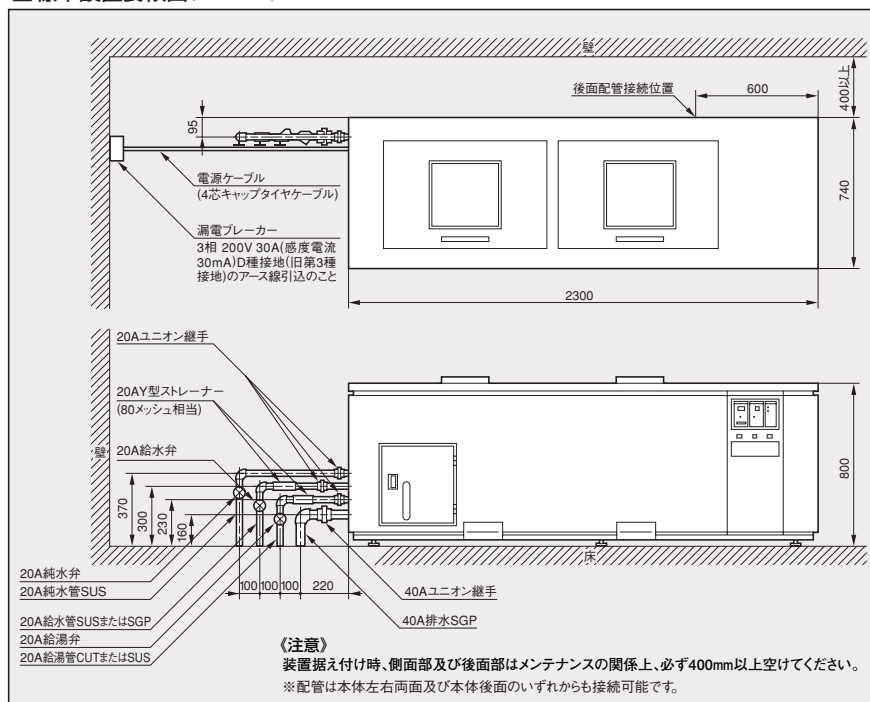 壁
後面配管接続位置
600
400以上
95
740
電源ケーブル
(4芯キャップタイヤケーブル)
漏電ブレーカー
3相 200V 30A(感度電流
30mA)D種接地(旧第3種
接地)のアース線引込のこと
2300
20Aユニオン継手
20AY型ストレーナー
(80メッシュ相当)
20A給水弁
壁
370
300
230
160
800
床
20A純水弁
20A純水管SUS
20A給水管SUSまたはSGP
20A給湯弁
20A給湯管CUTまたはSUS
100 100 100 220
40Aユニオン継手
40A排水SGP
《注意》
装置据え付け時、側面部及び後面部はメンテナンスの関係上、必ず400mm以上空けてください。
※配管は本体左右両面及び本体後面のいずれからも接続可能です。